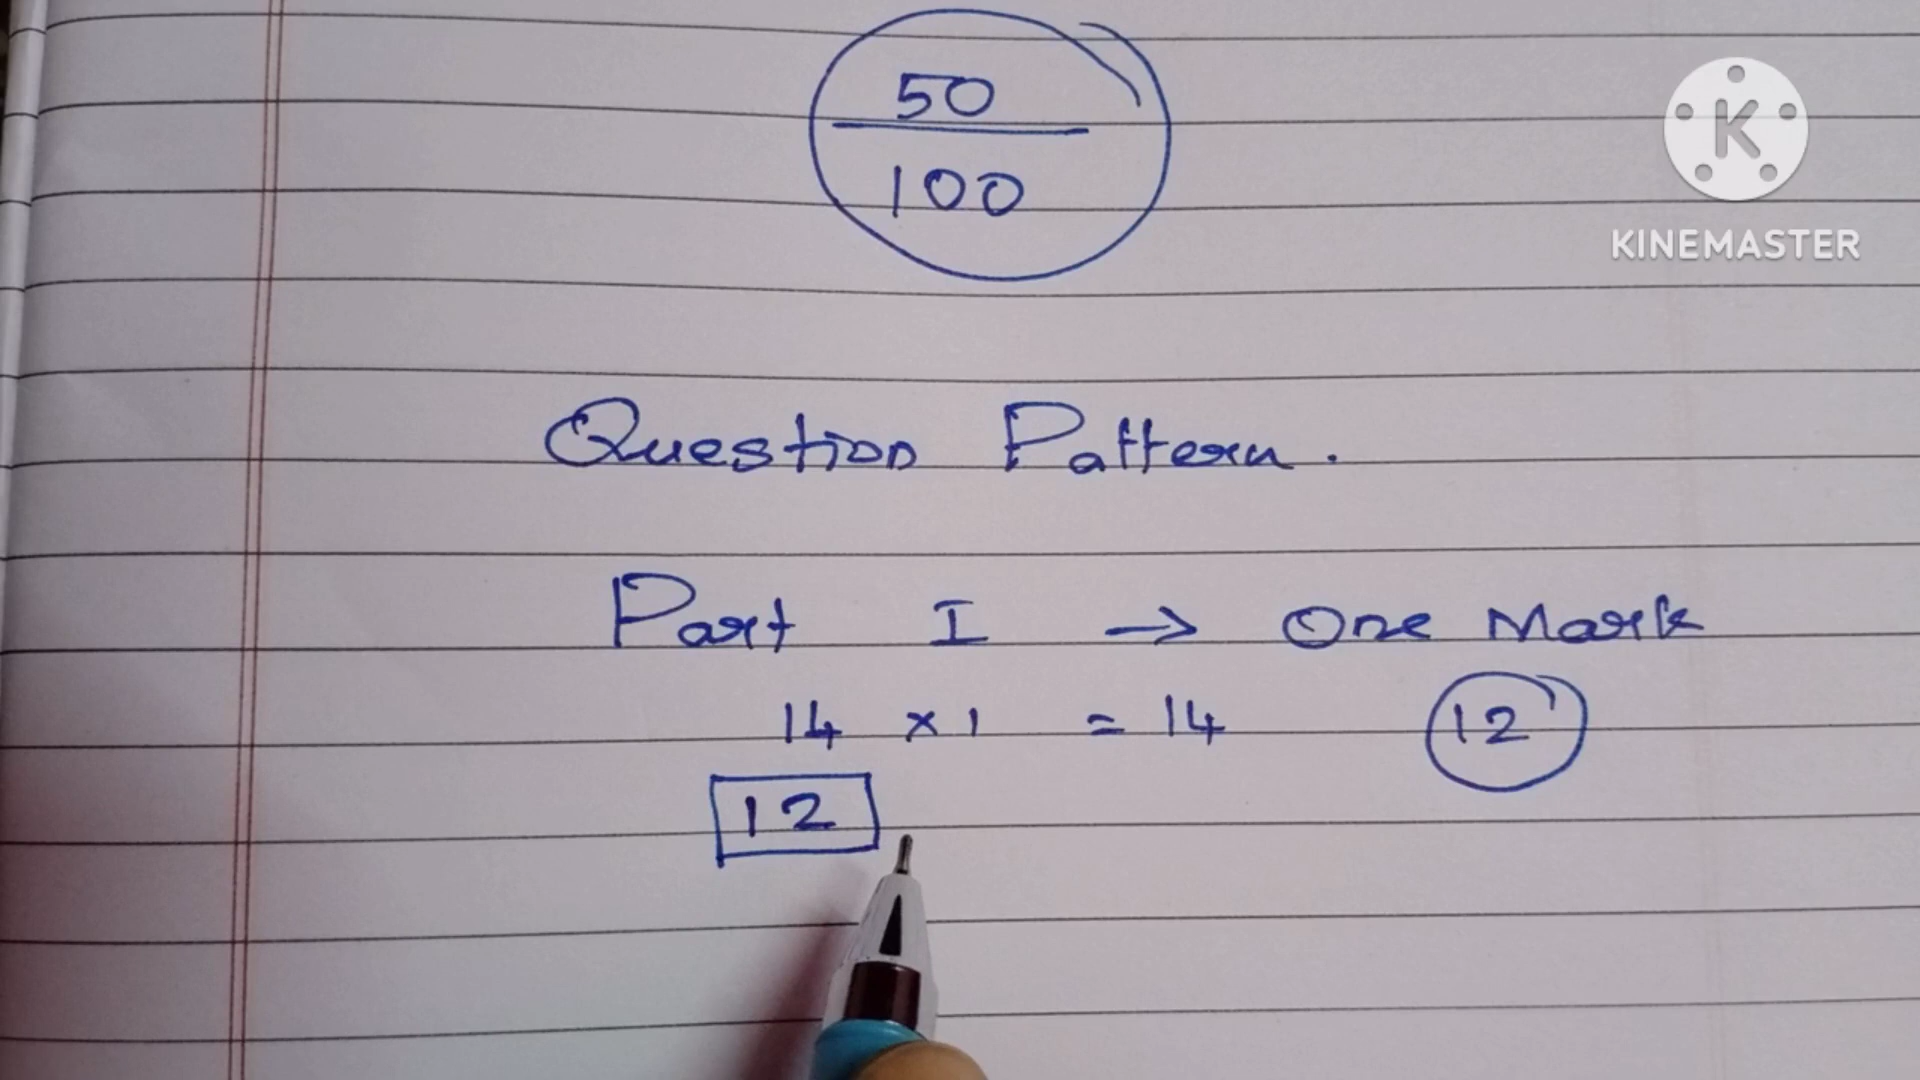 50
100
KINEMASTER
Question Pattern.
Part I → One Mark
14 × 1 = 14 12
12